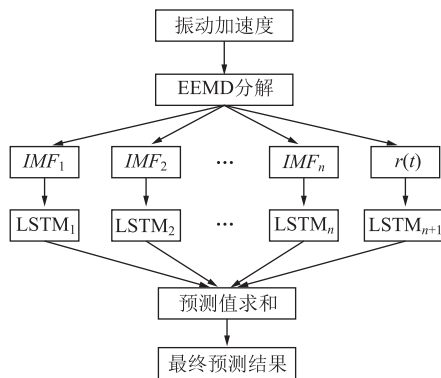 振动加速度
EEMD分解
IMF₁ IMF₂ ··· IMFₙ r(t)
LSTM₁ LSTM₂ ··· LSTMₙ LSTMₙ₊₁
预测值求和
最终预测结果